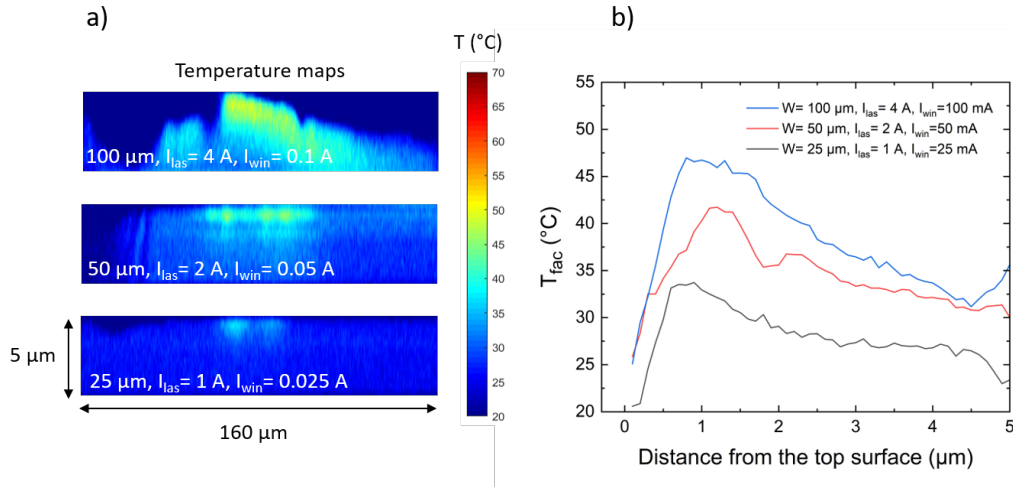 a)
b)
T (°C)
Temperature maps
70
65
60
55
50
45
40
35
30
25
20
100 µm, Ilas= 4 A, Iwin= 0.1 A
50 µm, Ilas= 2 A, Iwin= 0.05 A
25 µm, Ilas= 1 A, Iwin= 0.025 A
5 µm
160 µm
W= 100 µm, Ilas= 4 A, Iwin=100 mA
W= 50 µm, Ilas= 2 A, Iwin=50 mA
W= 25 µm, Ilas= 1 A, Iwin=25 mA
55
50
45
40
35
30
25
20
Tfac (°C)
0
1
2
3
4
5
Distance from the top surface (µm)